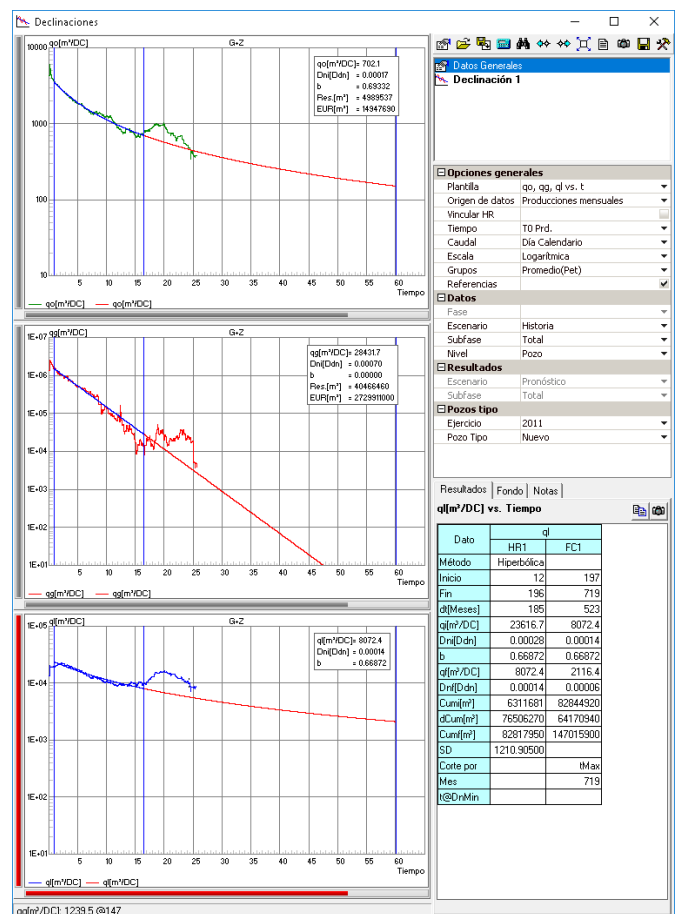 Declinaciones
qo[m³/DC]
G+Z
10000
1000
100
10
qo[m³/DC]= 702.1
Dni[Ddn] = 0.00017
b = 0.69332
Res.[m³] = 4989537
EUR[m³] = 14947690
5 10 15 20 25 30 35 40 45 50 55 60
Tiempo
qo[m³/DC] qo[m³/DC]
qg[m³/DC]
G+Z
1E+07
1E+06
1E+05
1E+04
1E+03
1E+02
1E+01
qg[m³/DC]= 28431.7
Dni[Ddn] = 0.00070
b = 0.00000
Res.[m³] = 40466460
EUR[m³] = 2729911000
5 10 15 20 25 30 35 40 45 50 55 60
Tiempo
qg[m³/DC] qg[m³/DC]
ql[m³/DC]
G+Z
1E+05
1E+04
1E+03
1E+02
1E+01
ql[m³/DC]= 8072.4
Dni[Ddn] = 0.00014
b = 0.66872
5 10 15 20 25 30 35 40 45 50 55 60
Tiempo
ql[m³/DC] ql[m³/DC]
qg[m³/DC]: 1239.5 @147
Datos Generales
Declinación 1
Opciones generales
Plantilla qo, qg, ql vs. t
Origen de datos Producciones mensuales
Vincular HR
Tiempo T0 Prd.
Caudal Día Calendario
Escala Logarítmica
Grupos Promedio(Pet)
Referencias
Datos
Fase
Escenario Historia
Subfase Total
Nivel Pozo
Resultados
Escenario Pronóstico
Subfase Total
Pozos tipo
Ejercicio 2011
Pozo Tipo Nuevo
Resultados Fondo Notas
ql[m³/DC] vs. Tiempo
Dato ql
HR1 FC1
Método Hiperbólica
Inicio 12 197
Fin 196 719
dt[Meses] 185 523
qi[m³/DC] 23616.7 8072.4
Dni[Ddn] 0.00028 0.00014
b 0.66872 0.66872
qf[m³/DC] 8072.4 2116.4
Dnf[Ddn] 0.00014 0.00006
Cumi[m³] 6311681 82844920
dCum[m³] 76506270 64170940
Cumf[m³] 82817950 147015900
SD 1210.90500
Corte por tMax
Mes 719
t@DnMin